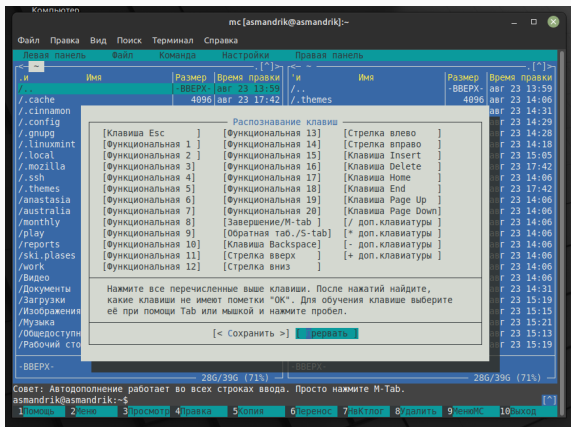 Компьютер
mc [asmandrik@asmandrik]:~
Файл Правка Вид Поиск Терминал Справка
Левая панель Файл Команда Настройки Правая панель
<─ ~ ─.[^]>┐┌<─ ~ ─.[^]>
.и Имя |Размер |Время правки 'и Имя |Размер |Время правки
/.. |-ВВЕРХ-|авг 23 13:59 /.. |-ВВЕРХ-|авг 23 13:59
/.cache | 4096|авг 23 17:42 /.themes | 4096|авг 23 14:06
/.cinnamon авг 23 14:31
/.config Распознавание клавиш авг 23 14:29
/.gnupg [Клавиша Esc ] [Функциональная 13] [Стрелка влево ] авг 23 14:28
/.linuxmint [Функциональная 1 ] [Функциональная 14] [Стрелка вправо ] авг 23 14:18
/.local [Функциональная 2 ] [Функциональная 15] [Клавиша Insert ] авг 23 15:05
/.mozilla [Функциональная 3] [Функциональная 16] [Клавиша Delete ] авг 23 17:42
/.ssh [Функциональная 4] [Функциональная 17] [Клавиша Home ] авг 23 14:06
/.themes [Функциональная 5] [Функциональная 18] [Клавиша End ] авг 23 17:42
/anastasia [Функциональная 6] [Функциональная 19] [Клавиша Page Up ] авг 23 14:06
/australia [Функциональная 7] [Функциональная 20] [Клавиша Page Down] авг 23 14:06
/monthly [Функциональная 8] [Завершение/M-tab ] [/ доп.клавиатуры ] авг 23 14:06
/play [Функциональная 9] [Обратная таб./S-tab] [* доп.клавиатуры ] авг 23 14:06
/reports [Функциональная 10] [Клавиша Backspace] [- доп.клавиатуры ] авг 23 14:06
/ski.plases [Функциональная 11] [Стрелка вверх ] [+ доп.клавиатуры ] авг 23 14:06
/work [Функциональная 12] [Стрелка вниз ] авг 23 14:06
/Видео авг 23 14:06
/Документы Нажмите все перечисленные выше клавиши. После нажатий найдите, авг 23 14:31
/Загрузки какие клавиши не имеют пометки "OK". Для обучения клавише выберите авг 23 15:19
/Изображения её при помощи Tab или мышкой и нажмите пробел. авг 23 15:15
/Музыка авг 23 15:21
/Общедоступн авг 23 15:13
/Рабочий сто [< Сохранить >] [ Прервать ] авг 23 15:19
-ВВЕРХ- -ВВЕРХ-
28G/39G (71%) 28G/39G (71%)
Совет: Автодополнение работает во всех строках ввода. Просто нажмите M-Tab.
asmandrik@asmandrik:~$ [^]
1Помощь 2Меню 3Просмотр 4Правка 5Копия 6Перенос 7НвКтлог 8Удалить 9МенюMC 10Выход